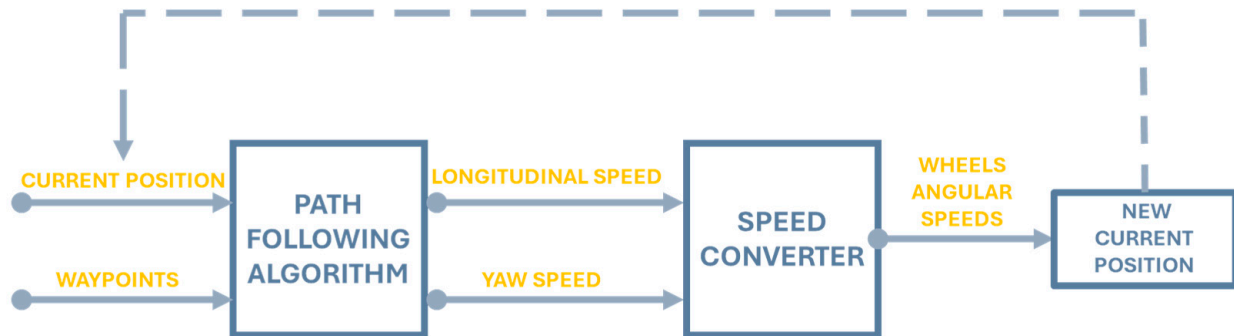 CURRENT POSITION
WAYPOINTS
PATH
FOLLOWING
ALGORITHM
LONGITUDINAL SPEED
YAW SPEED
SPEED
CONVERTER
WHEELS
ANGULAR
SPEEDS
NEW
CURRENT
POSITION